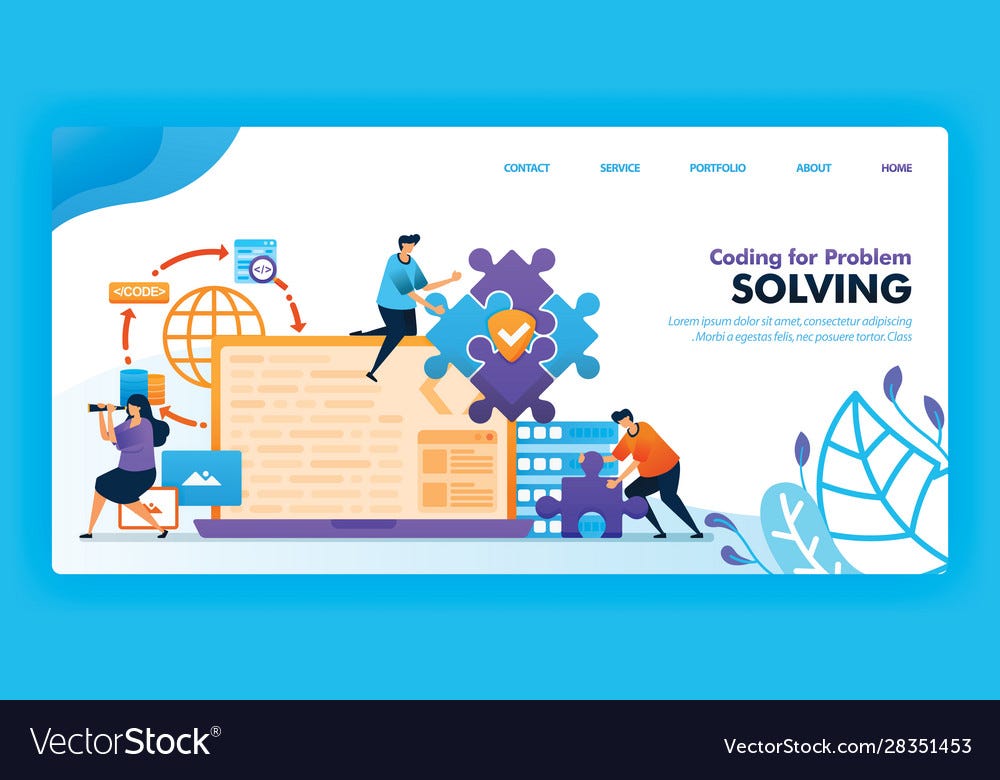 CONTACT SERVICE PORTFOLIO ABOUT HOME
Coding for Problem
SOLVING
Lorem ipsum dolor sit amet, consectetur adipiscing
.Morbi a egestas felis, nec posuere tortor. Class
</CODE>
</>
VectorStock®
VectorStock.com/28351453